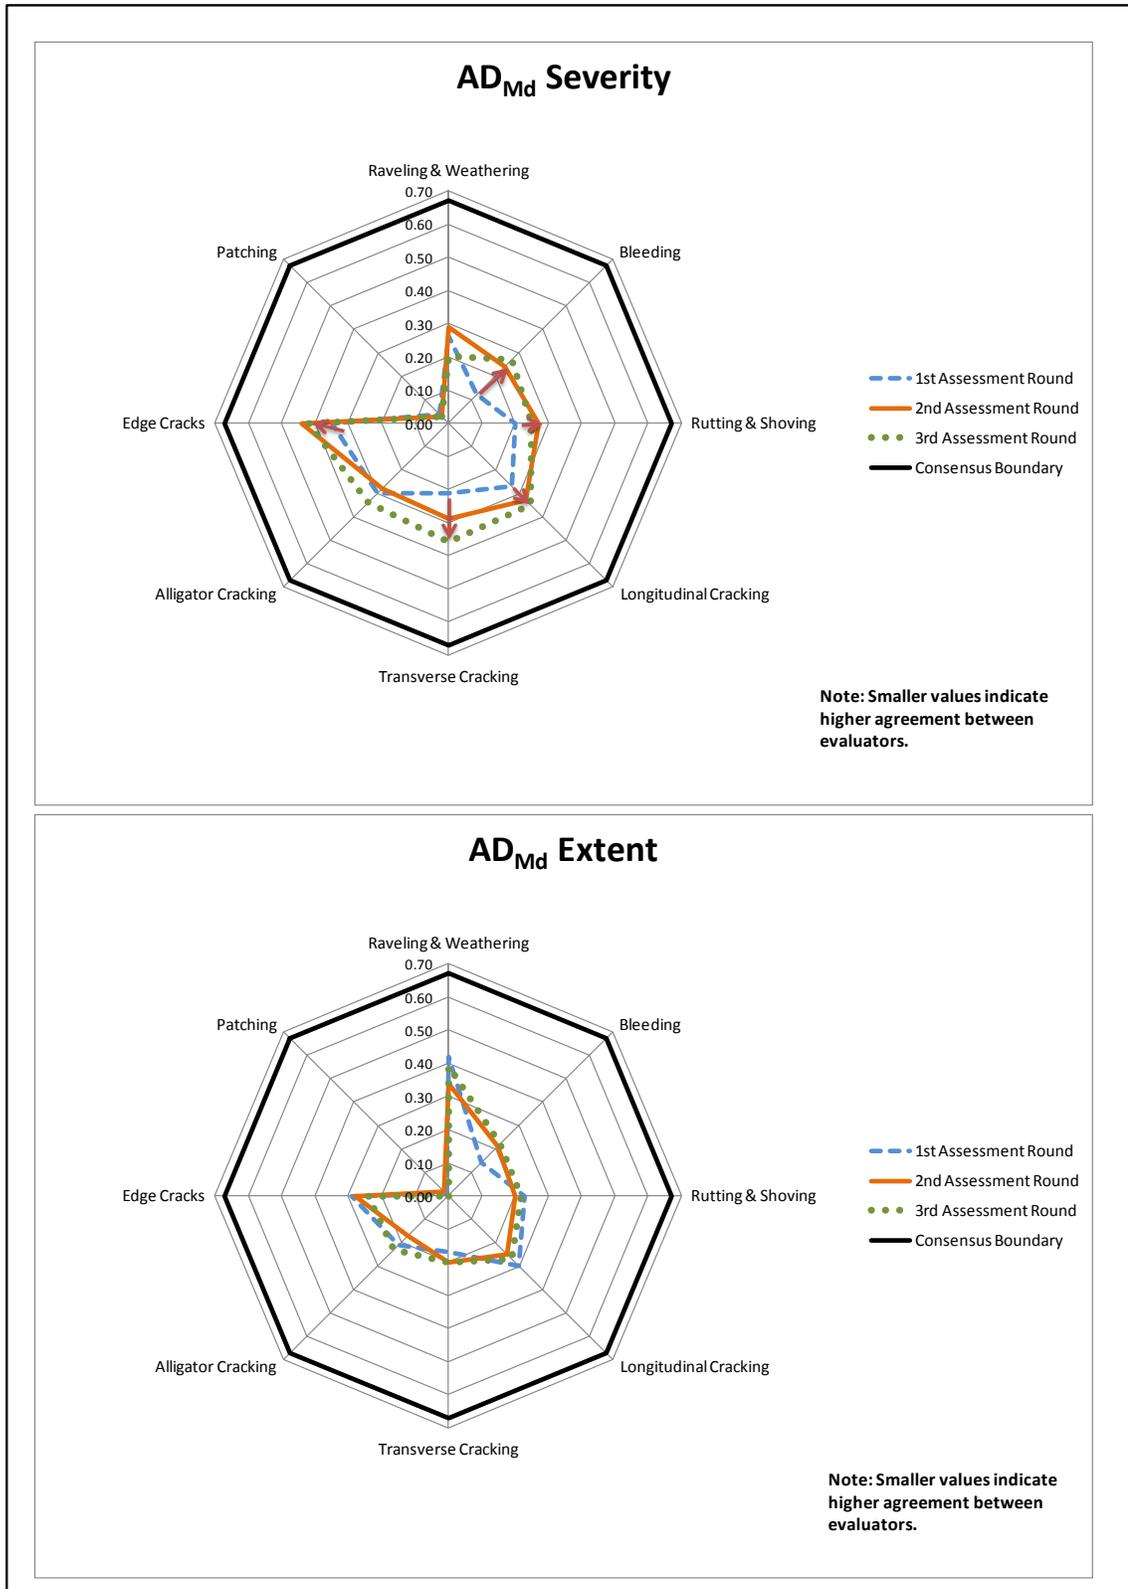 AD_Md Severity
Raveling & Weathering
0.70
0.60
0.50
0.40
0.30
0.20
0.10
0.00
Patching
Bleeding
Edge Cracks
Rutting & Shoving
Alligator Cracking
Longitudinal Cracking
Transverse Cracking
1st Assessment Round
2nd Assessment Round
3rd Assessment Round
Consensus Boundary
Note: Smaller values indicate
higher agreement between
evaluators.
AD_Md Extent
Raveling & Weathering
0.70
0.60
0.50
0.40
0.30
0.20
0.10
0.00
Patching
Bleeding
Edge Cracks
Rutting & Shoving
Alligator Cracking
Longitudinal Cracking
Transverse Cracking
1st Assessment Round
2nd Assessment Round
3rd Assessment Round
Consensus Boundary
Note: Smaller values indicate
higher agreement between
evaluators.